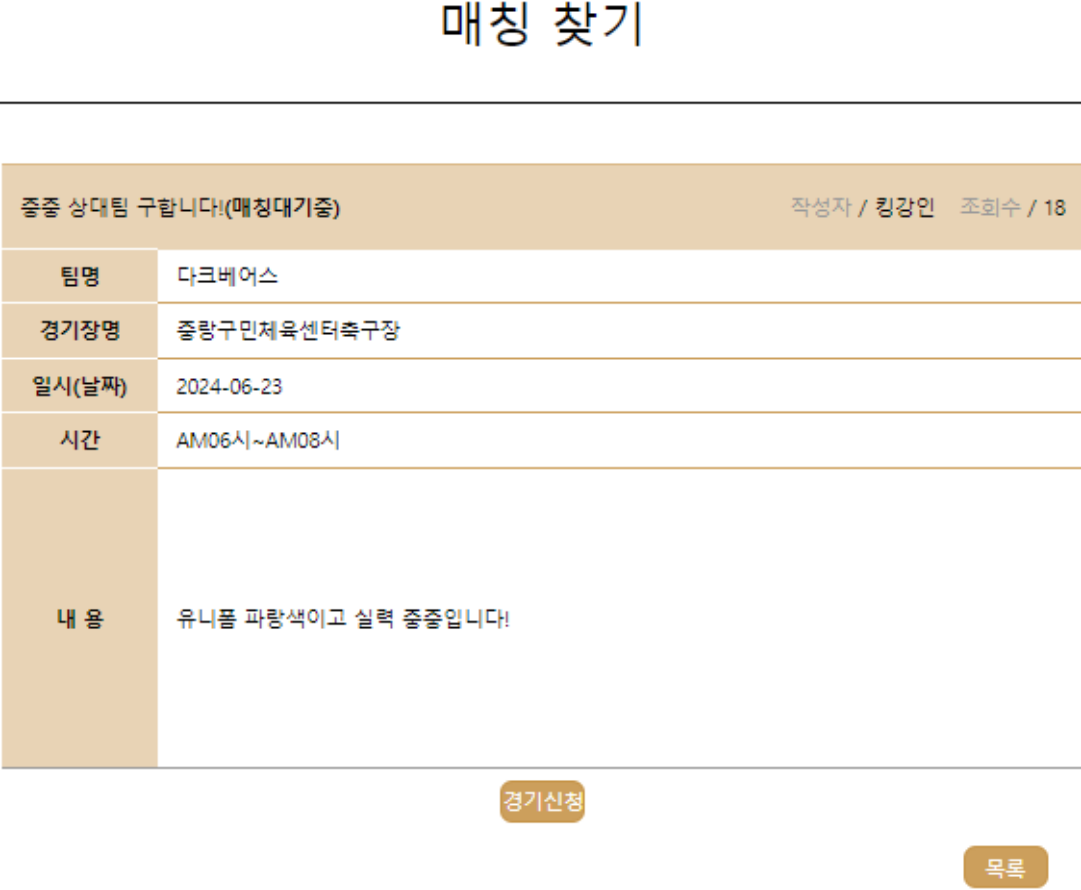 매칭 찾기
중중 상대팀 구합니다!(매칭대기중) 작성자 / 킹강인 조회수 / 18
팀명 다크베어스
경기장명 중랑구민체육센터축구장
일시(날짜) 2024-06-23
시간 AM06시~AM08시
내 용 유니폼 파랑색이고 실력 중중입니다!
경기신청
목록